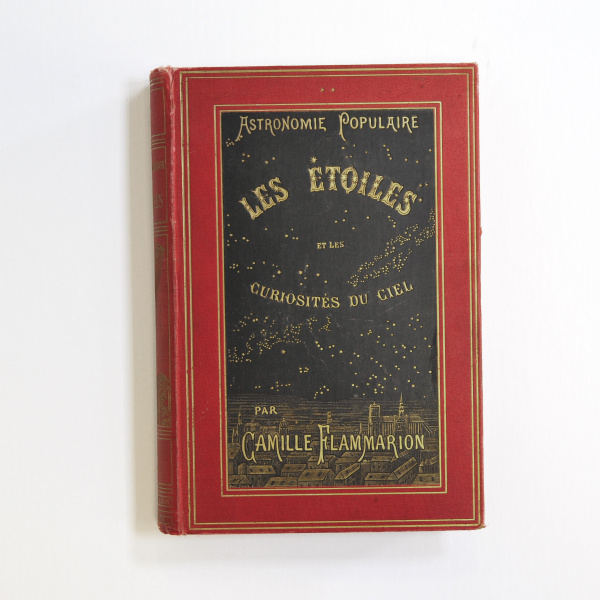 ASTRONOMIE POPULAIRE
LES ÉTOILES
ET LES
CURIOSITÉS DU CIEL
PAR
CAMILLE FLAMMARION